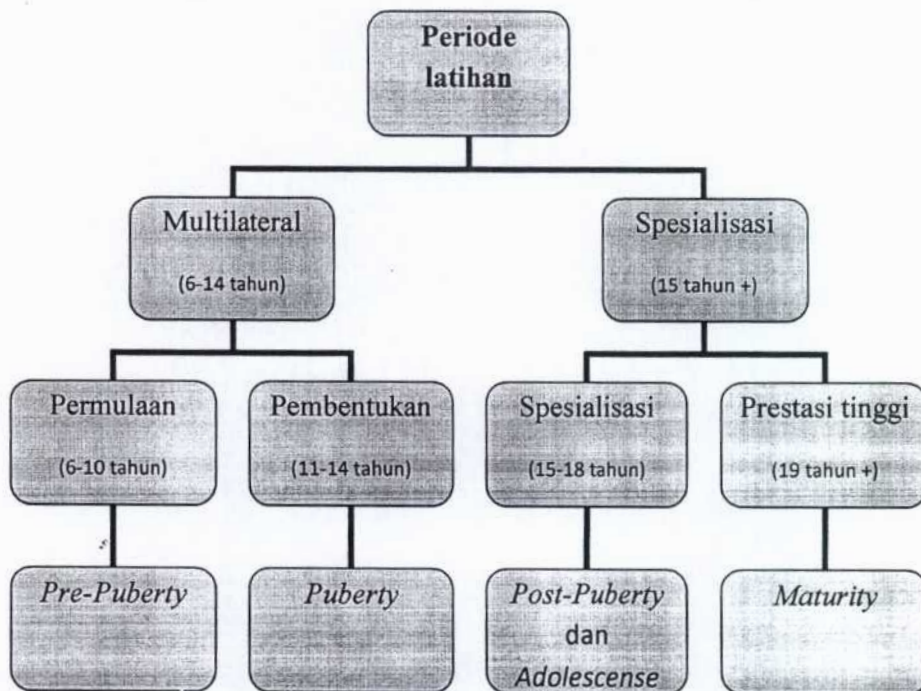 Periode
latihan
Multilateral
(6-14 tahun)
Spesialisasi
(15 tahun +)
Permulaan
(6-10 tahun)
Pembentukan
(11-14 tahun)
Spesialisasi
(15-18 tahun)
Prestasi tinggi
(19 tahun +)
Pre-Puberty
Puberty
Post-Puberty
dan
Adolescense
Maturity